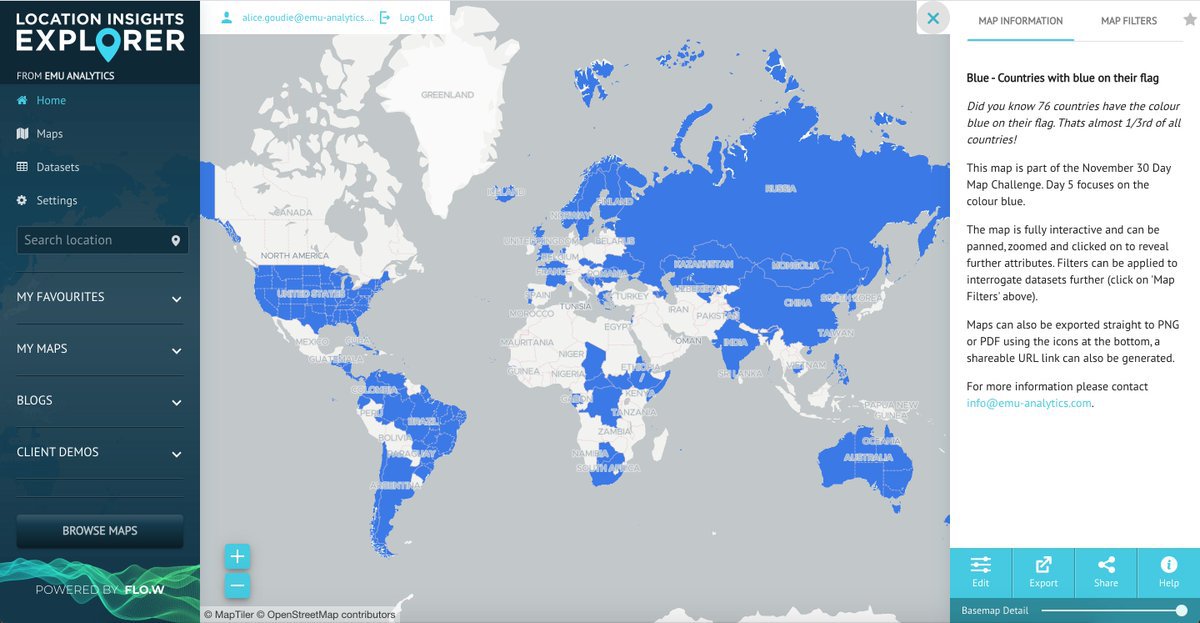 LOCATION INSIGHTS
EXPLORER
FROM EMU ANALYTICS
Home
Maps
Datasets
Settings
Search location
MY FAVOURITES
MY MAPS
BLOGS
CLIENT DEMOS
BROWSE MAPS
POWERED BY FLO.W
alice.goudie@emu-analytics....
Log Out
GREENLAND
ICELAND
RUSSIA
FINLAND
NORWAY
CANADA
UNITED KINGDOM
BELARUS
BELGIUM
NORTH AMERICA
KAZAKHSTAN
MONGOLIA
FRANCE
ROMANIA
UNITED STATES
UZBEKISTAN
SPAIN
TURKEY
CHINA
SOUTH KOREA
TUNISIA
IRAN
MOROCCO
PAKISTAN
EGYPT
TAIWAN
MEXICO
CUBA
MAURITANIA
OMAN
INDIA
NIGER
GUATEMALA
VIETNAM
GUINEA
NIGERIA
ETHIOPIA
SRI LANKA
COLOMBIA
GABON
KENYA
PAPUA NEW
GUINEA
PERU
TANZANIA
BRAZIL
ZAMBIA
BOLIVIA
OCEANIA
PARAGUAY
NAMIBIA
AUSTRALIA
SOUTH AFRICA
ARGENTINA
© MapTiler © OpenStreetMap contributors
MAP INFORMATION
MAP FILTERS
Blue - Countries with blue on their flag
Did you know 76 countries have the colour
blue on their flag. Thats almost 1/3rd of all
countries!
This map is part of the November 30 Day
Map Challenge. Day 5 focuses on the
colour blue.
The map is fully interactive and can be
panned, zoomed and clicked on to reveal
further attributes. Filters can be applied to
interrogate datasets further (click on 'Map
Filters' above).
Maps can also be exported straight to PNG
or PDF using the icons at the bottom, a
shareable URL link can also be generated.
For more information please contact
info@emu-analytics.com.
Edit
Export
Share
Help
Basemap Detail